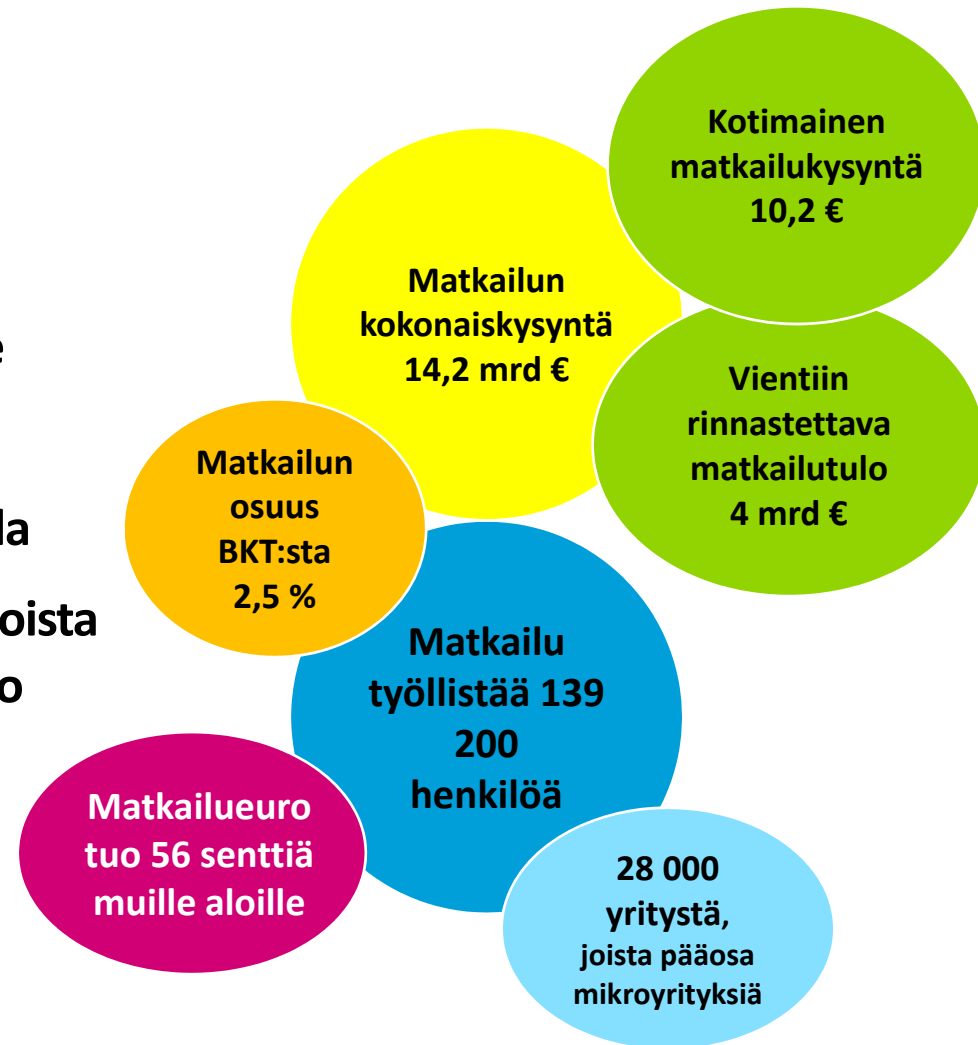 Kotimainen
matkailukysyntä
10,2 €
Matkailun
kokonaiskysyntä
14,2 mrd €
Vientiin
rinnastettava
matkailutulo
4 mrd €
Matkailun
osuus
BKT:sta
2,5 %
Matkailu
työllistää 139
200
henkilöä
Matkailueuro
tuo 56 senttiä
muille aloille
28 000
yritystä,
joista pääosa
mikroyrityksiä